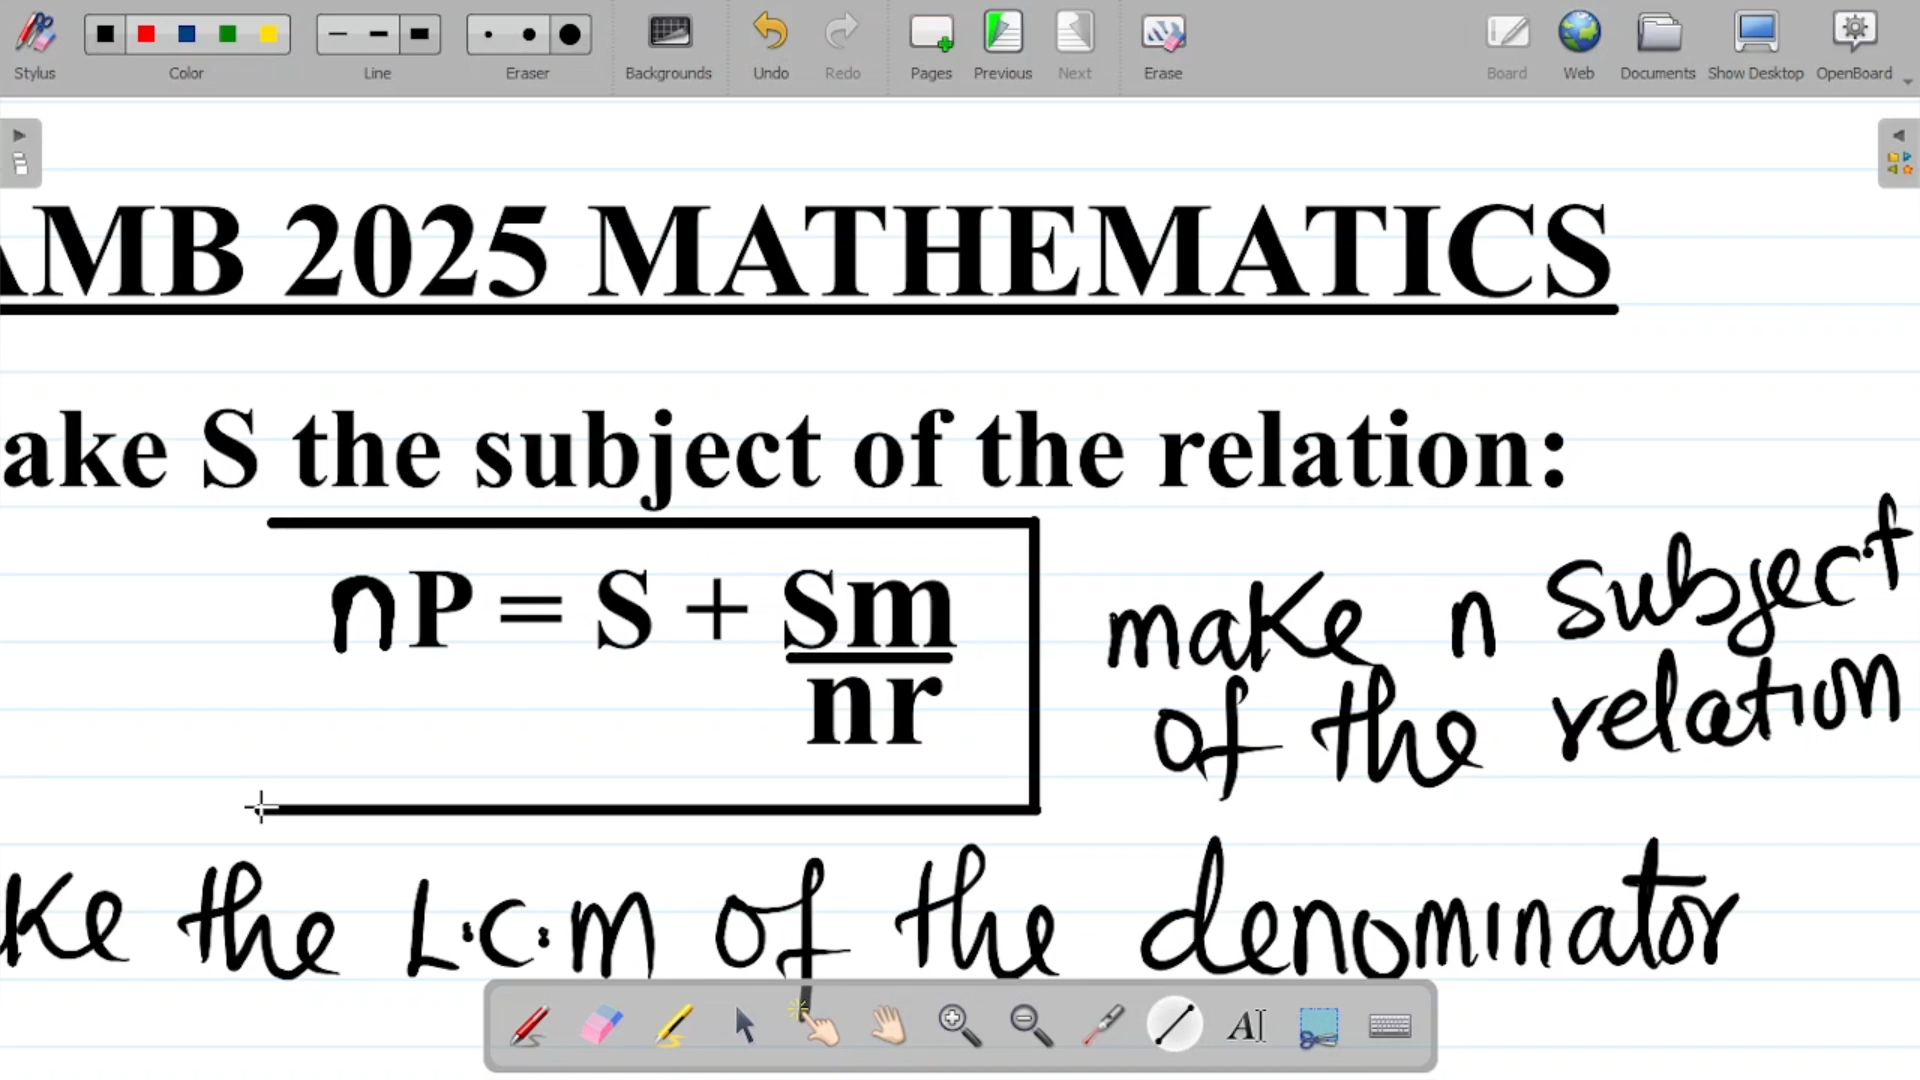 Stylus Color Line Eraser Backgrounds Undo Redo Pages Previous Next Erase Board Web Documents Show Desktop OpenBoard
AMB 2025 MATHEMATICS
ake S the subject of the relation:
nP = S + Sm
nr
make n subject
of the relation
ke the L.C.M of the denominator